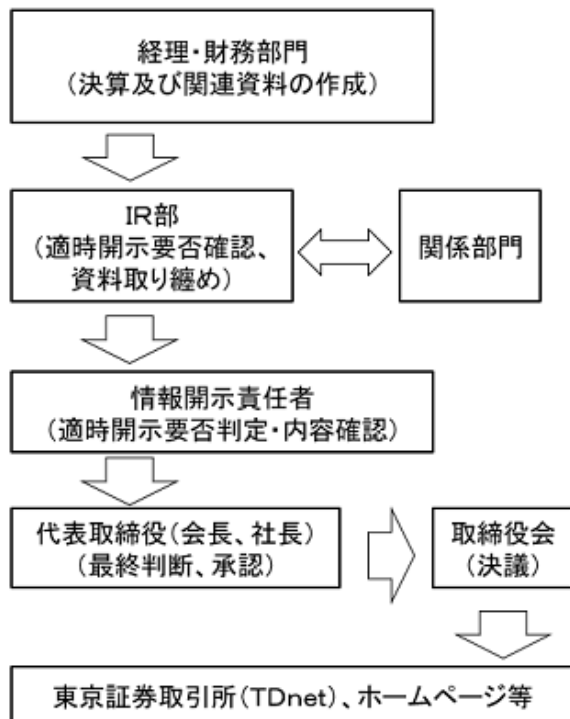 経理・財務部門
(決算及び関連資料の作成)
IR部
(適時開示要否確認、
資料取り纏め)
関係部門
情報開示責任者
(適時開示要否判定・内容確認)
代表取締役(会長、社長)
(最終判断、承認)
取締役会
(決議)
東京証券取引所(TDnet)、ホームページ等